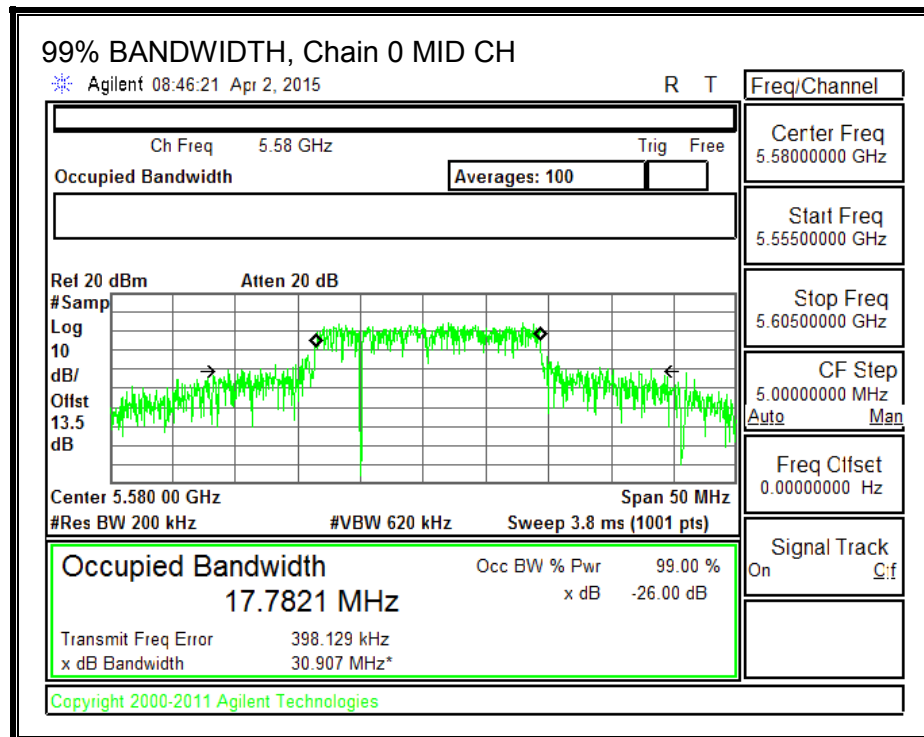 99% BANDWIDTH, Chain 0 MID CH
Agilent 08:46:21 Apr 2, 2015 R T
Freq/Channel
Ch Freq 5.58 GHz Trig Free
Occupied Bandwidth Averages: 100
Center Freq
5.58000000 GHz
Start Freq
5.55500000 GHz
Stop Freq
5.60500000 GHz
CF Step
5.00000000 MHz
Auto Man
Freq Offset
0.00000000 Hz
Signal Track
On Off
Ref 20 dBm Atten 20 dB
#Samp
Log
10
dB/
Offst
13.5
dB
Center 5.580 00 GHz Span 50 MHz
#Res BW 200 kHz #VBW 620 kHz Sweep 3.8 ms (1001 pts)
Occupied Bandwidth Occ BW % Pwr 99.00 %
17.7821 MHz x dB -26.00 dB
Transmit Freq Error 398.129 kHz
x dB Bandwidth 30.907 MHz*
Copyright 2000-2011 Agilent Technologies